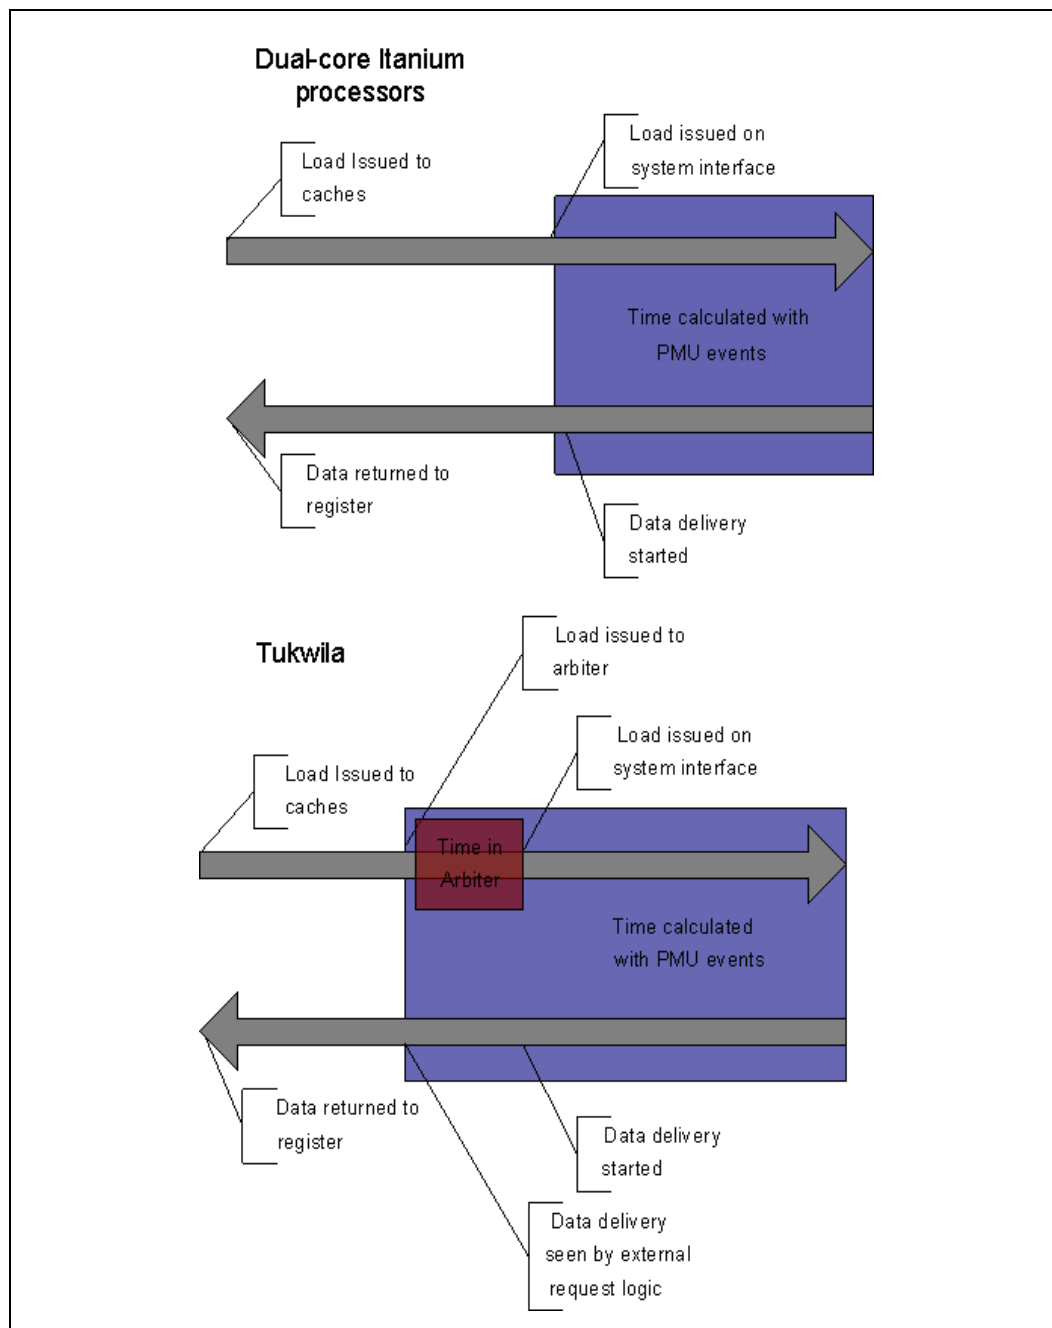 Dual-core Itanium
processors
Load Issued to
caches
Load issued on
system interface
Time calculated with
PMU events
Data returned to
register
Data delivery
started
Tukwila
Load issued to
arbiter
Load issued on
system interface
Load Issued to
caches
Time in
Arbiter
Time calculated
with PMU events
Data returned to
register
Data delivery
started
Data delivery
seen by external
request logic